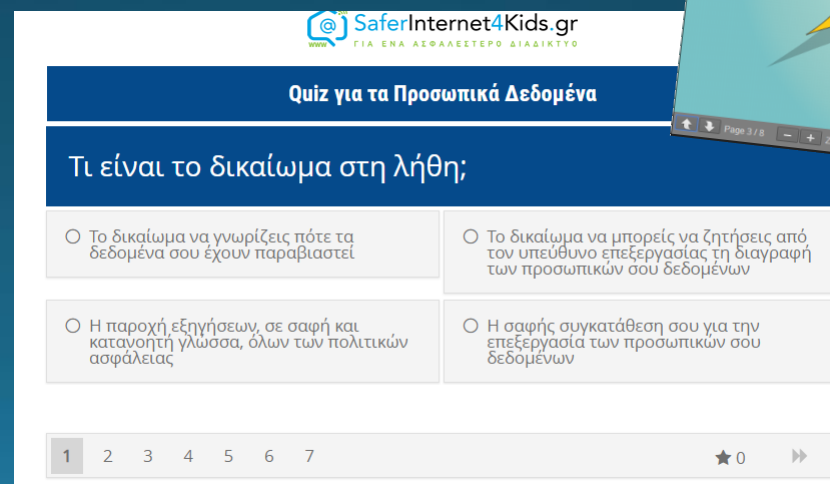 @ SaferInternet4Kids.gr
www ΓΙΑ ΕΝΑ ΑΣΦΑΛΕΣΤΕΡΟ ΔΙΑΔΙΚΤΥΟ
Quiz για τα Προσωπικά Δεδομένα
Page 3 / 8
Τι είναι το δικαίωμα στη λήθη;
Το δικαίωμα να γνωρίζεις πότε τα
δεδομένα σου έχουν παραβιαστεί
Το δικαίωμα να μπορείς να ζητήσεις από
τον υπεύθυνο επεξεργασίας τη διαγραφή
των προσωπικών σου δεδομένων
Η παροχή εξηγήσεων, σε σαφή και
κατανοητή γλώσσα, όλων των πολιτικών
ασφάλειας
Η σαφής συγκατάθεση σου για την
επεξεργασία των προσωπικών σου
δεδομένων
1 2 3 4 5 6 7
0